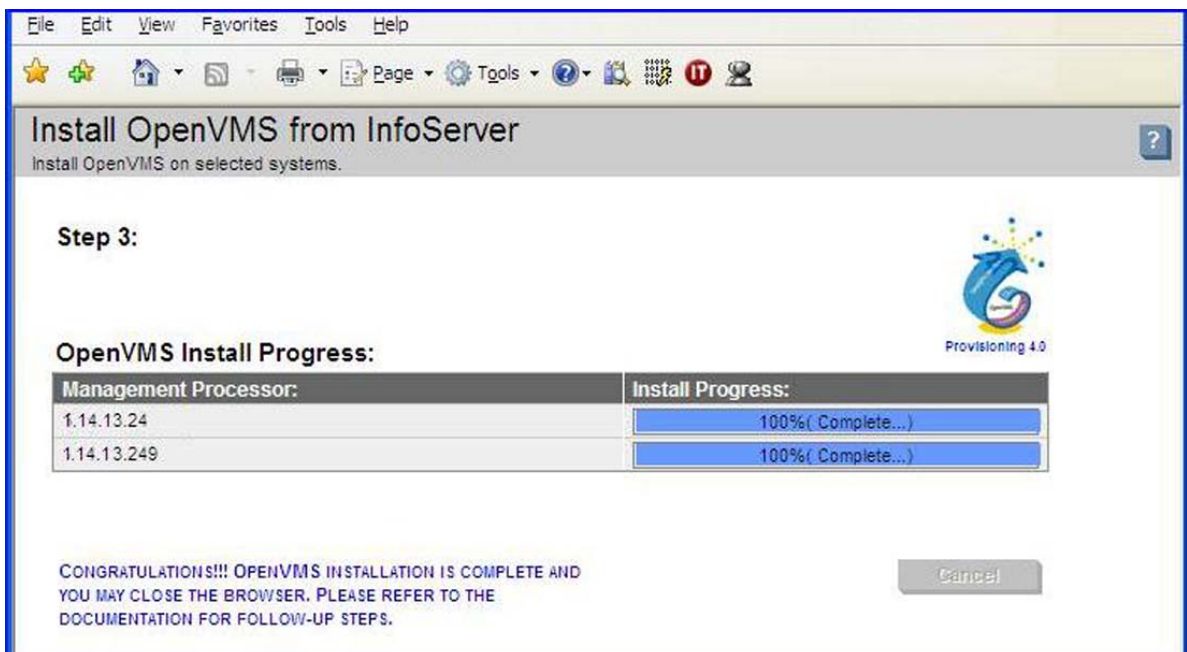 File Edit View Favorites Tools Help
Page Tools
IT
Install OpenVMS from InfoServer
?
Install OpenVMS on selected systems.
Step 3:
Provisioning 4.0
OpenVMS Install Progress:
Management Processor: Install Progress:
1.14.13.24 100%( Complete...)
1.14.13.249 100%( Complete...)
CONGRATULATIONS!!! OPENVMS INSTALLATION IS COMPLETE AND
YOU MAY CLOSE THE BROWSER. PLEASE REFER TO THE
DOCUMENTATION FOR FOLLOW-UP STEPS.
Cancel